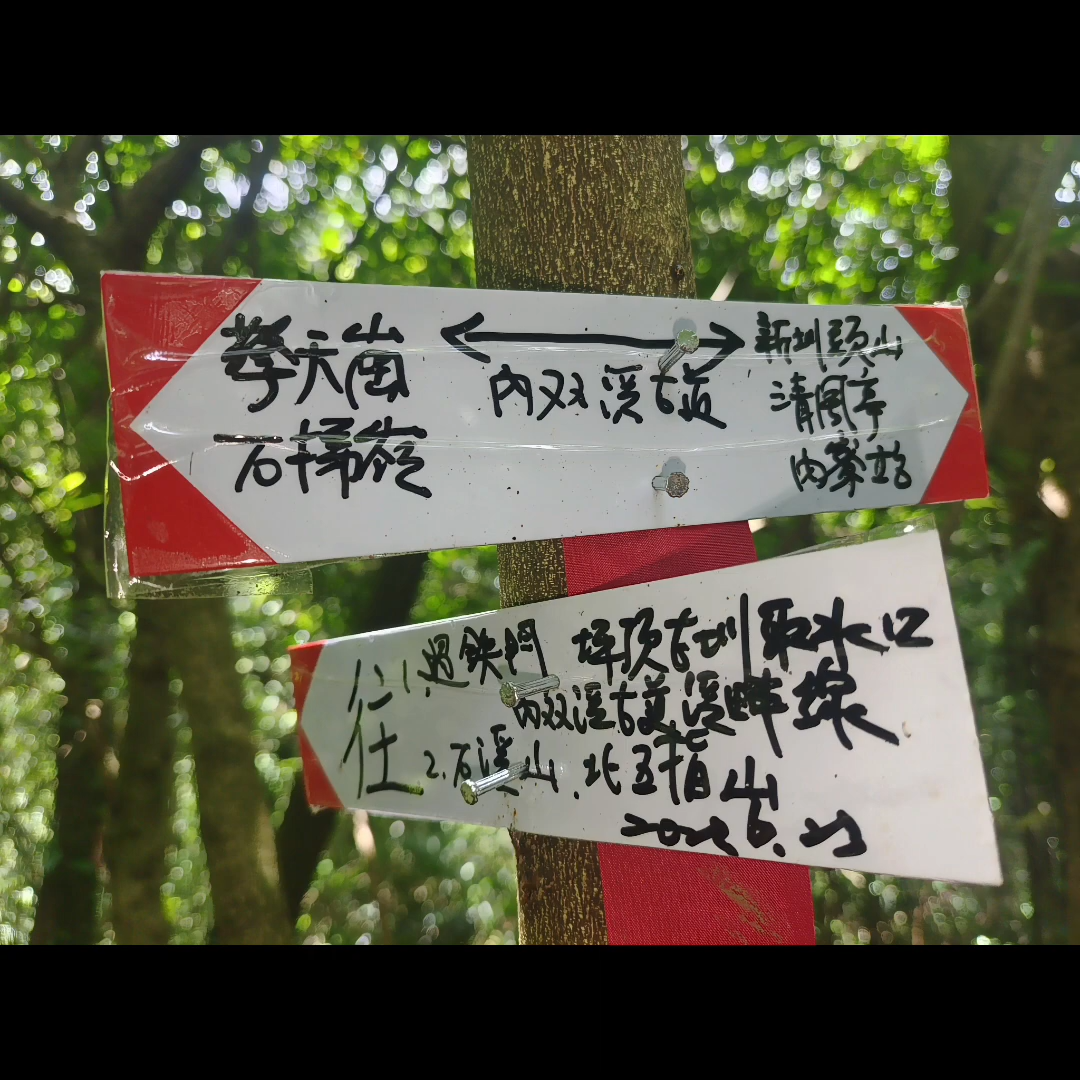 擎天崗
石梯嶺
內双溪古道
新圳頭山
清風亭
內寮站
往 1.過鉄門 坪頂古圳 取水口
內双溪古道 溪畔 線
2.石溪山.北五指山